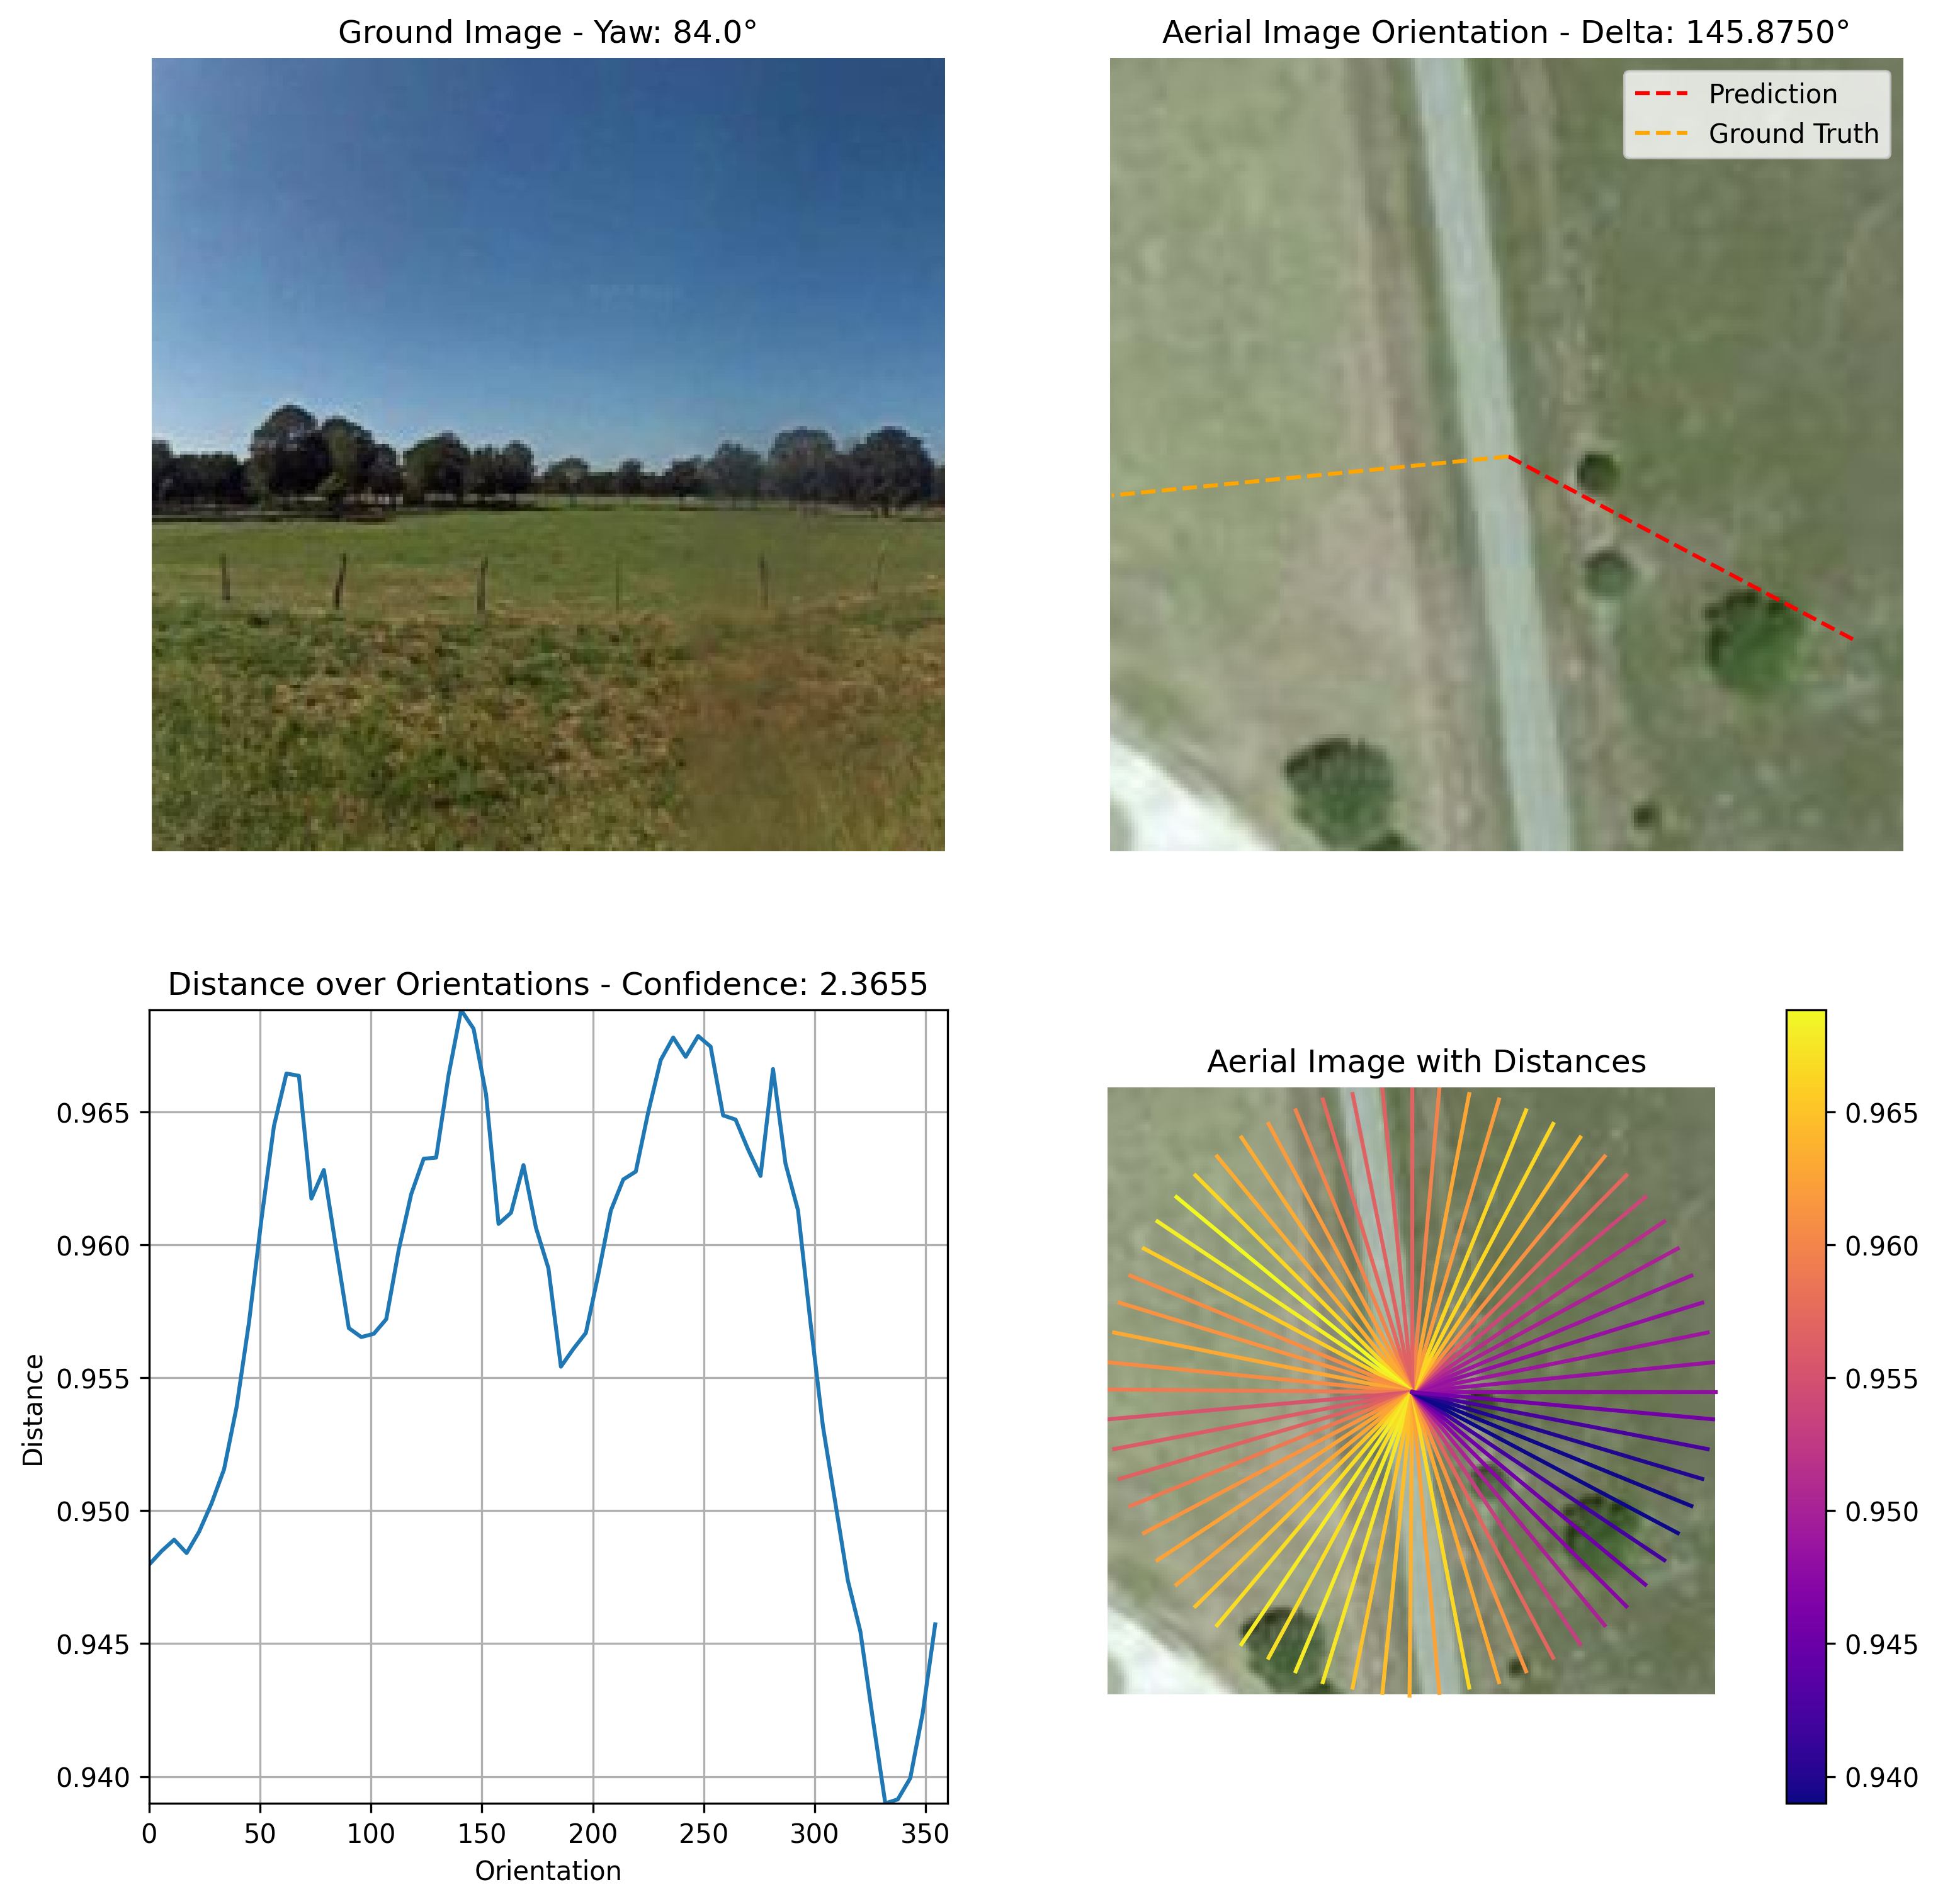 Ground Image - Yaw: 84.0°
Aerial Image Orientation - Delta: 145.8750°
Prediction
Ground Truth
Distance over Orientations - Confidence: 2.3655
0.965
0.960
0.955
0.950
0.945
0.940
Distance
0
50
100
150
200
250
300
350
Orientation
Aerial Image with Distances
0.965
0.960
0.955
0.950
0.945
0.940